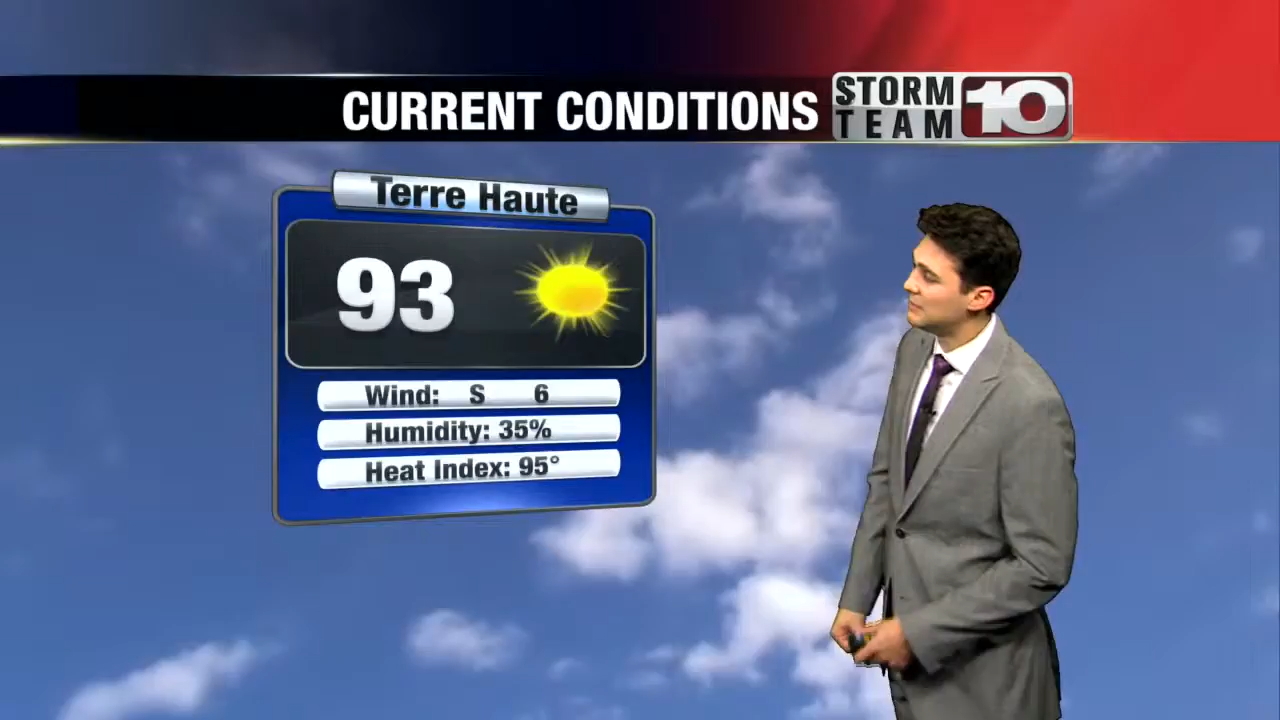 CURRENT CONDITIONS
STORM TEAM 10
Terre Haute
93
Wind: S 6
Humidity: 35%
Heat Index: 95°